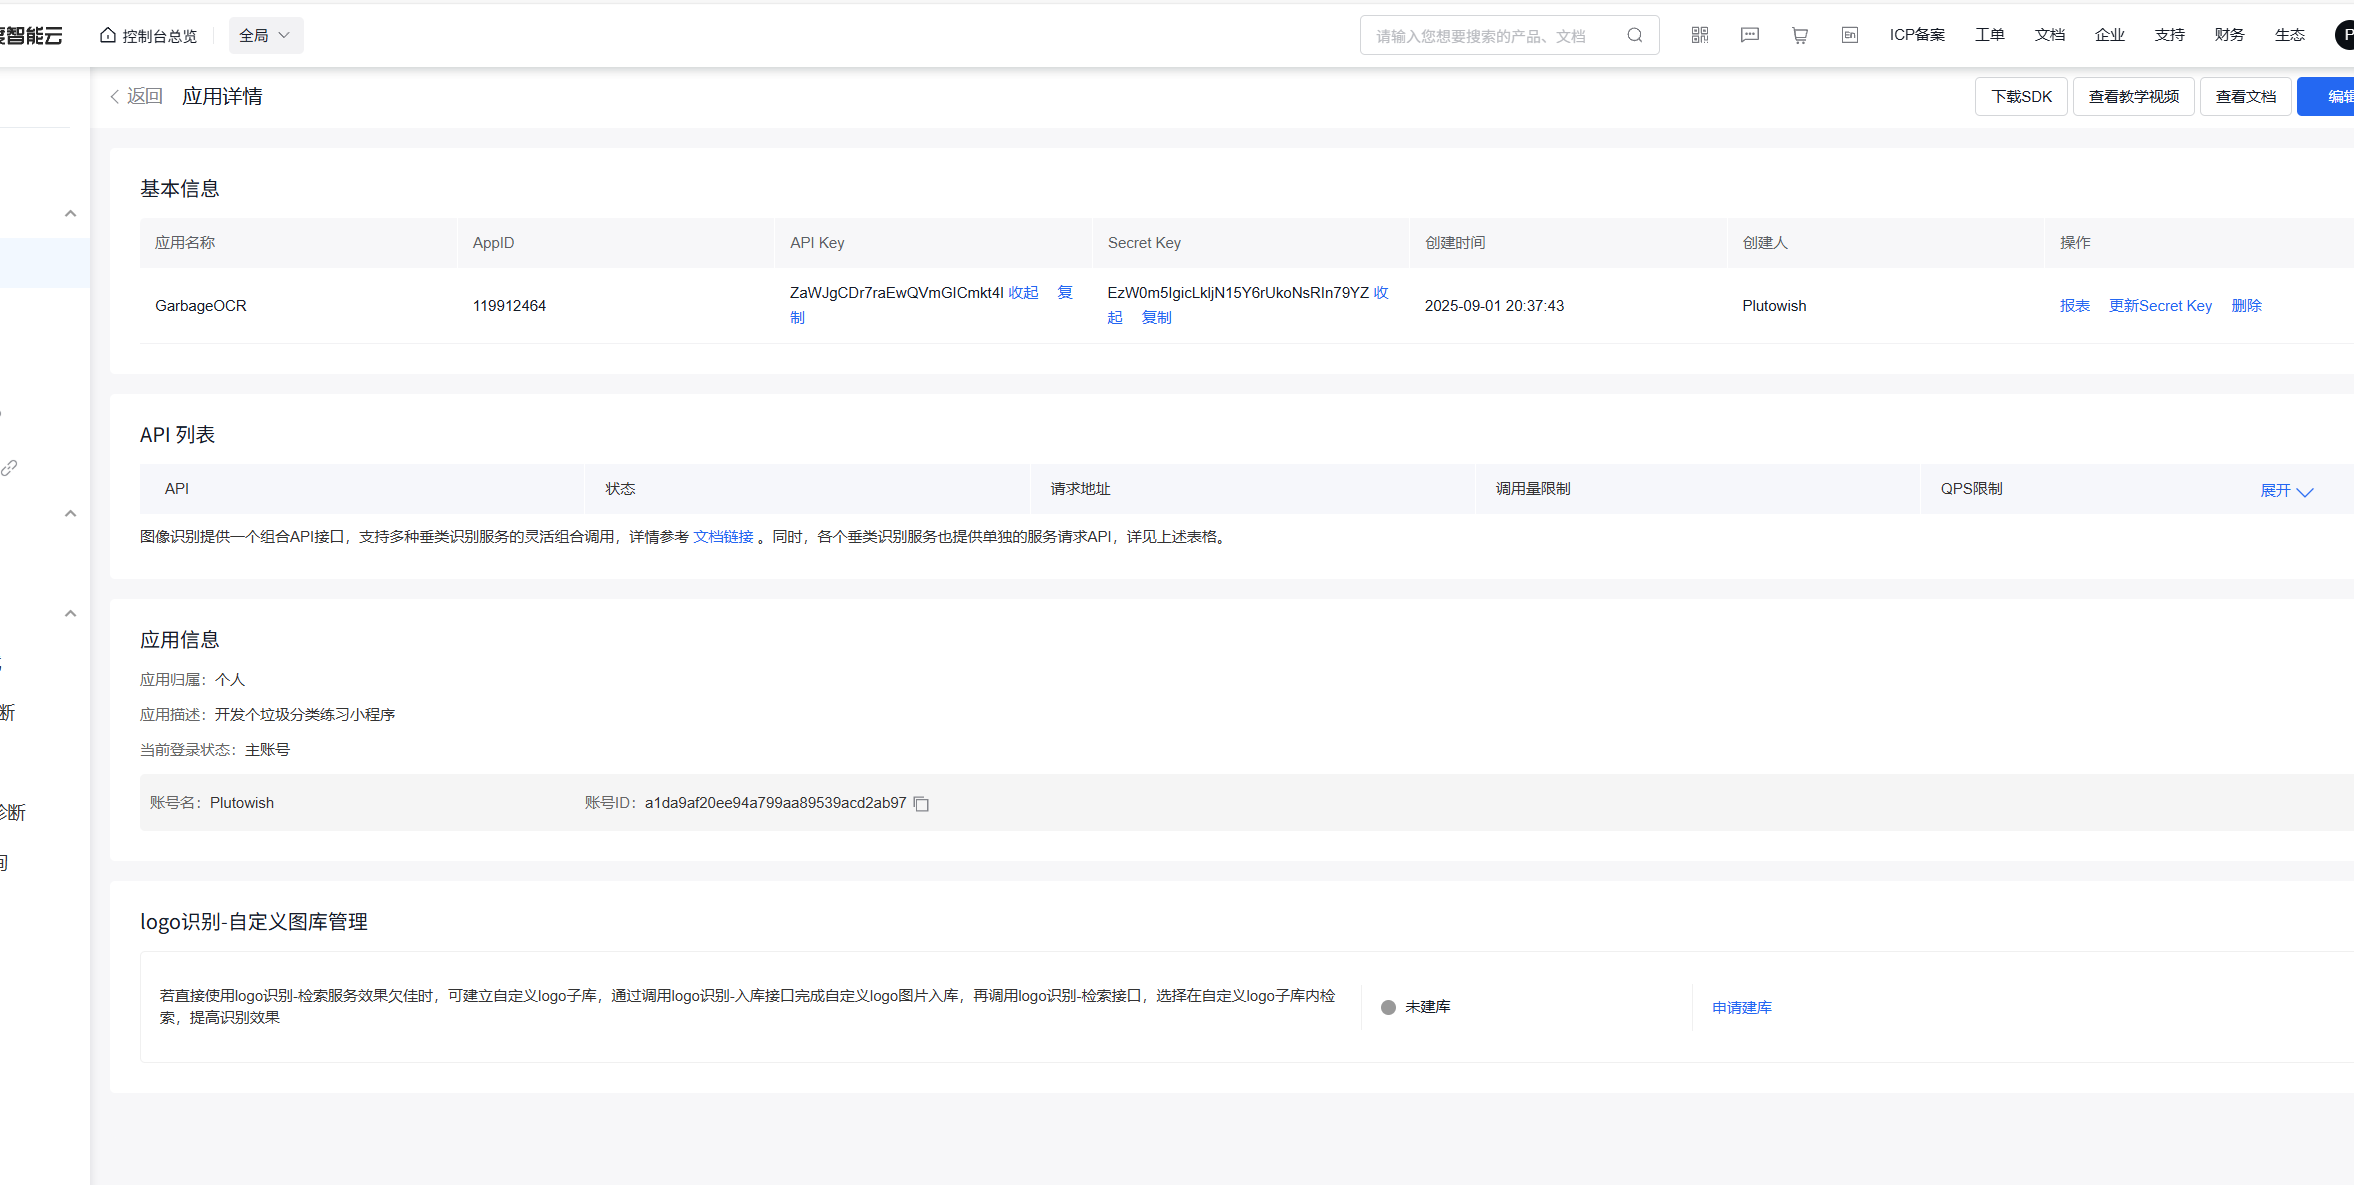 智能云 控制台总览 全局 请输入您想要搜索的产品、文档 En ICP备案 工单 文档 企业 支持 财务 生态 P
返回 应用详情 下载SDK 查看教学视频 查看文档 编辑
基本信息
应用名称 AppID API Key Secret Key 创建时间 创建人 操作
GarbageOCR 119912464 ZaWJgCDr7raEwQVmGICmkt4I 收起 复制 EzW0m5IgicLkljN15Y6rUkoNsRIn79YZ 收起 复制 2025-09-01 20:37:43 Plutowish 报表 更新Secret Key 删除
API 列表
API 状态 请求地址 调用量限制 QPS限制 展开
图像识别提供一个组合API接口，支持多种垂类识别服务的灵活组合调用，详情参考 文档链接 。同时，各个垂类识别服务也提供单独的服务请求API，详见上述表格。
应用信息
应用归属：个人
应用描述：开发个垃圾分类练习小程序
断
当前登录状态：主账号
账号名：Plutowish 账号ID：a1da9af20ee94a799aa89539acd2ab97
诊断
logo识别-自定义图库管理
若直接使用logo识别-检索服务效果欠佳时，可建立自定义logo子库，通过调用logo识别-入库接口完成自定义logo图片入库，再调用logo识别-检索接口，选择在自定义logo子库内检
索，提高识别效果
未建库 申请建库